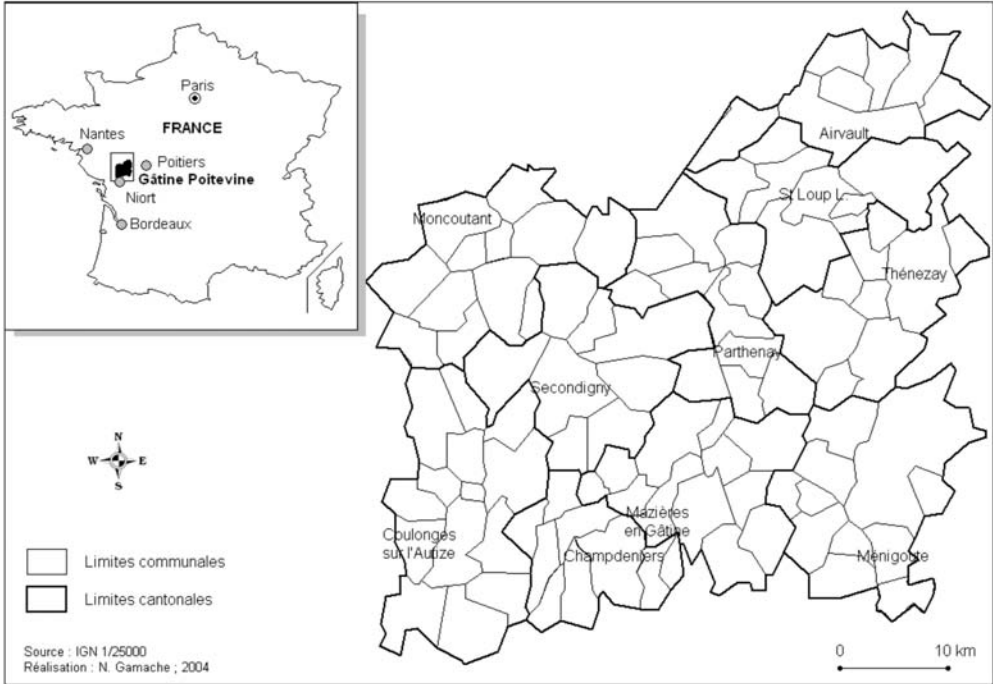 Paris
FRANCE
Nantes
Poitiers
Gâtine Poitevine
Niort
Bordeaux
Airvault
St Loup L.
Moncoutant
Thénezay
Parthenay
Secondigny
Mazières
en Gâtine
Coulonges
sur l'Autize
Champdeniers
Ménigoute
N
W E
S
Limites communales
Limites cantonales
Source : IGN 1/25000
Réalisation : N. Gamache ; 2004
0 10 km